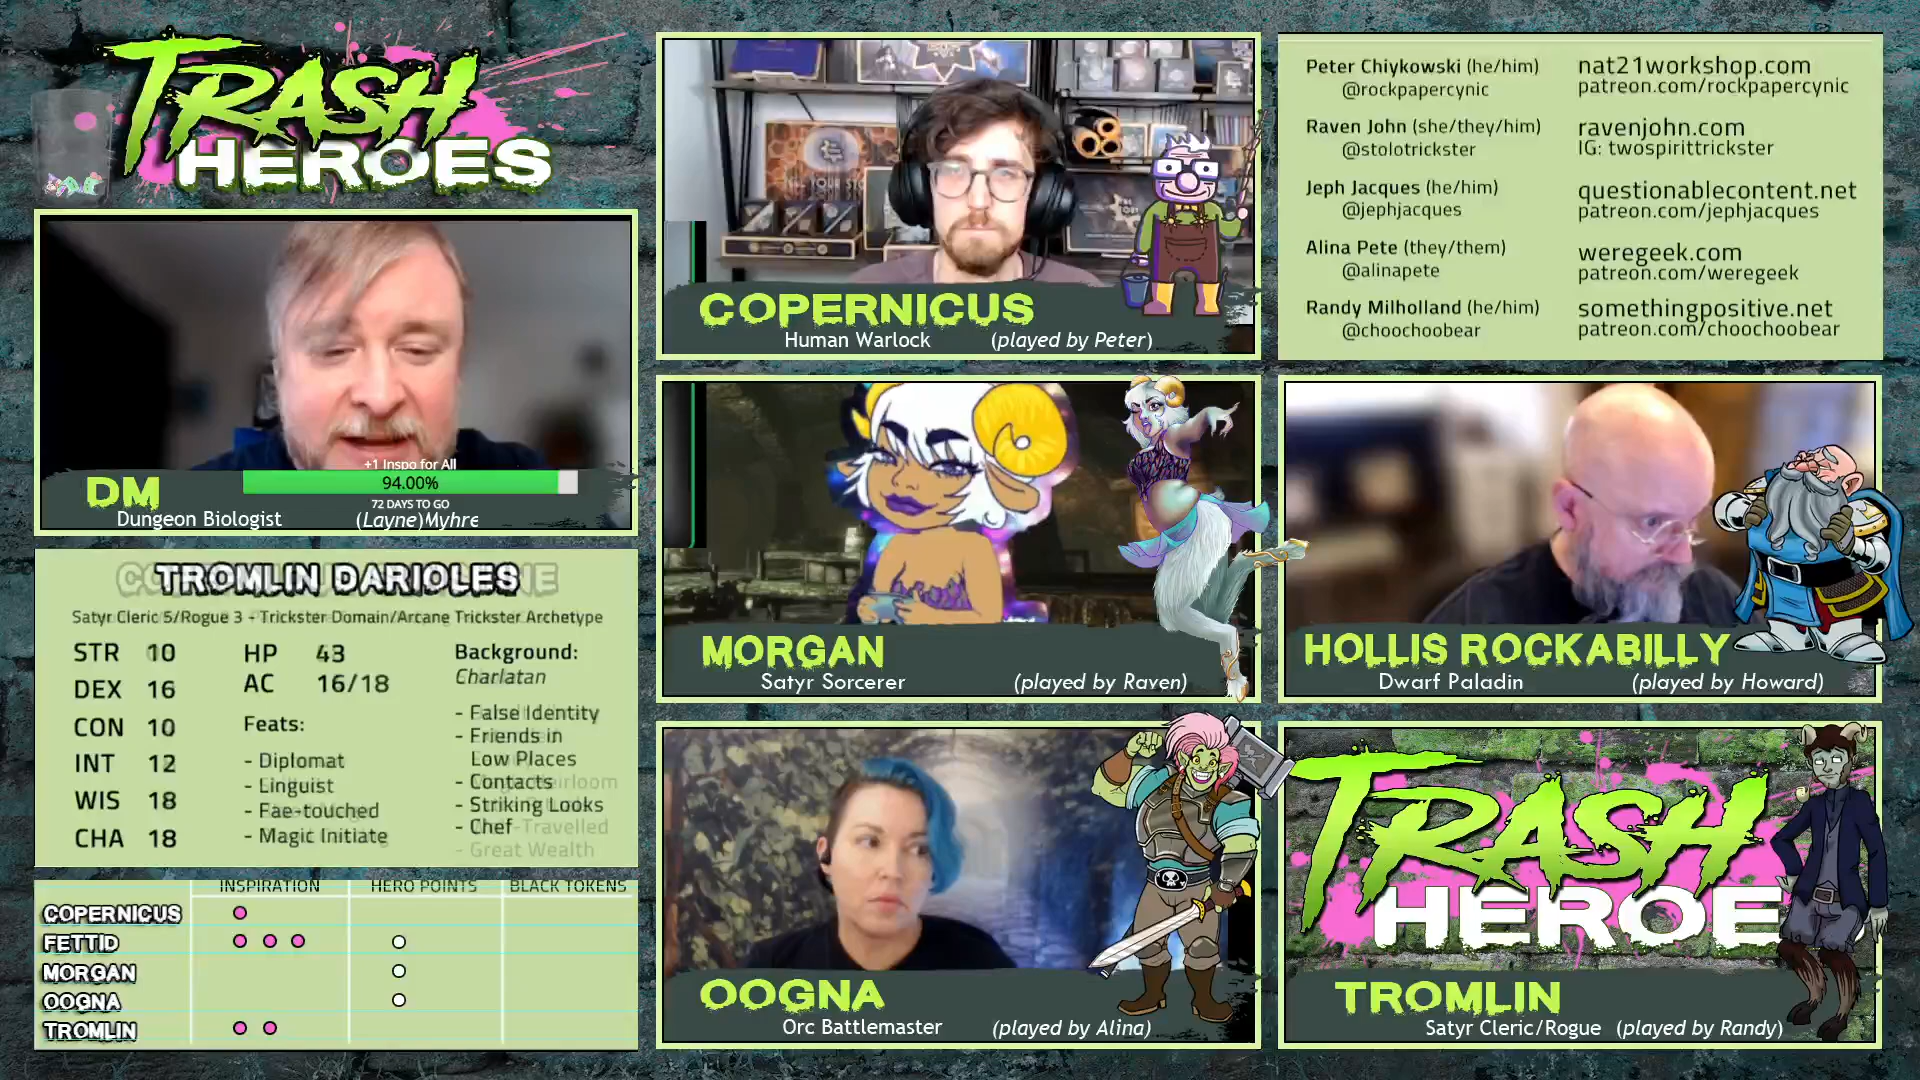 TRASH
HEROES
+1 Inspo for All
94.00%
72 DAYS TO GO
DM
Dungeon Biologist (Layne)Myhre
TROMLIN DARIOLES
Satyr Cleric 5/Rogue 3 - Trickster Domain/Arcane Trickster Archetype
STR 10
DEX 16
CON 10
INT 12
WIS 18
CHA 18
HP 43
AC 16/18
Feats:
- Diplomat
- Linguist
- Fae-touched
- Magic Initiate
Background:
Charlatan
- False Identity
- Friends in
Low Places
- Contacts
- Striking Looks
- Chef
-Travelled
- Great Wealth
INSPIRATION HERO POINTS BLACK TOKENS
COPERNICUS
FETTID
MORGAN
OOGNA
TROMLIN
COPERNICUS
Human Warlock (played by Peter)
MORGAN
Satyr Sorcerer (played by Raven)
OOGNA
Orc Battlemaster (played by Alina)
Peter Chiykowski (he/him) nat21workshop.com
@rockpapercynic patreon.com/rockpapercynic
Raven John (she/they/him) ravenjohn.com
@stolotrickster IG: twospirittrickster
Jeph Jacques (he/him) questionablecontent.net
@jephjacques patreon.com/jephjacques
Alina Pete (they/them) weregeek.com
@alinapete patreon.com/weregeek
Randy Milholland (he/him) somethingpositive.net
@choochoobear patreon.com/choochoobear
HOLLIS ROCKABILLY
Dwarf Paladin (played by Howard)
TRASH
HEROE
TROMLIN
Satyr Cleric/Rogue (played by Randy)